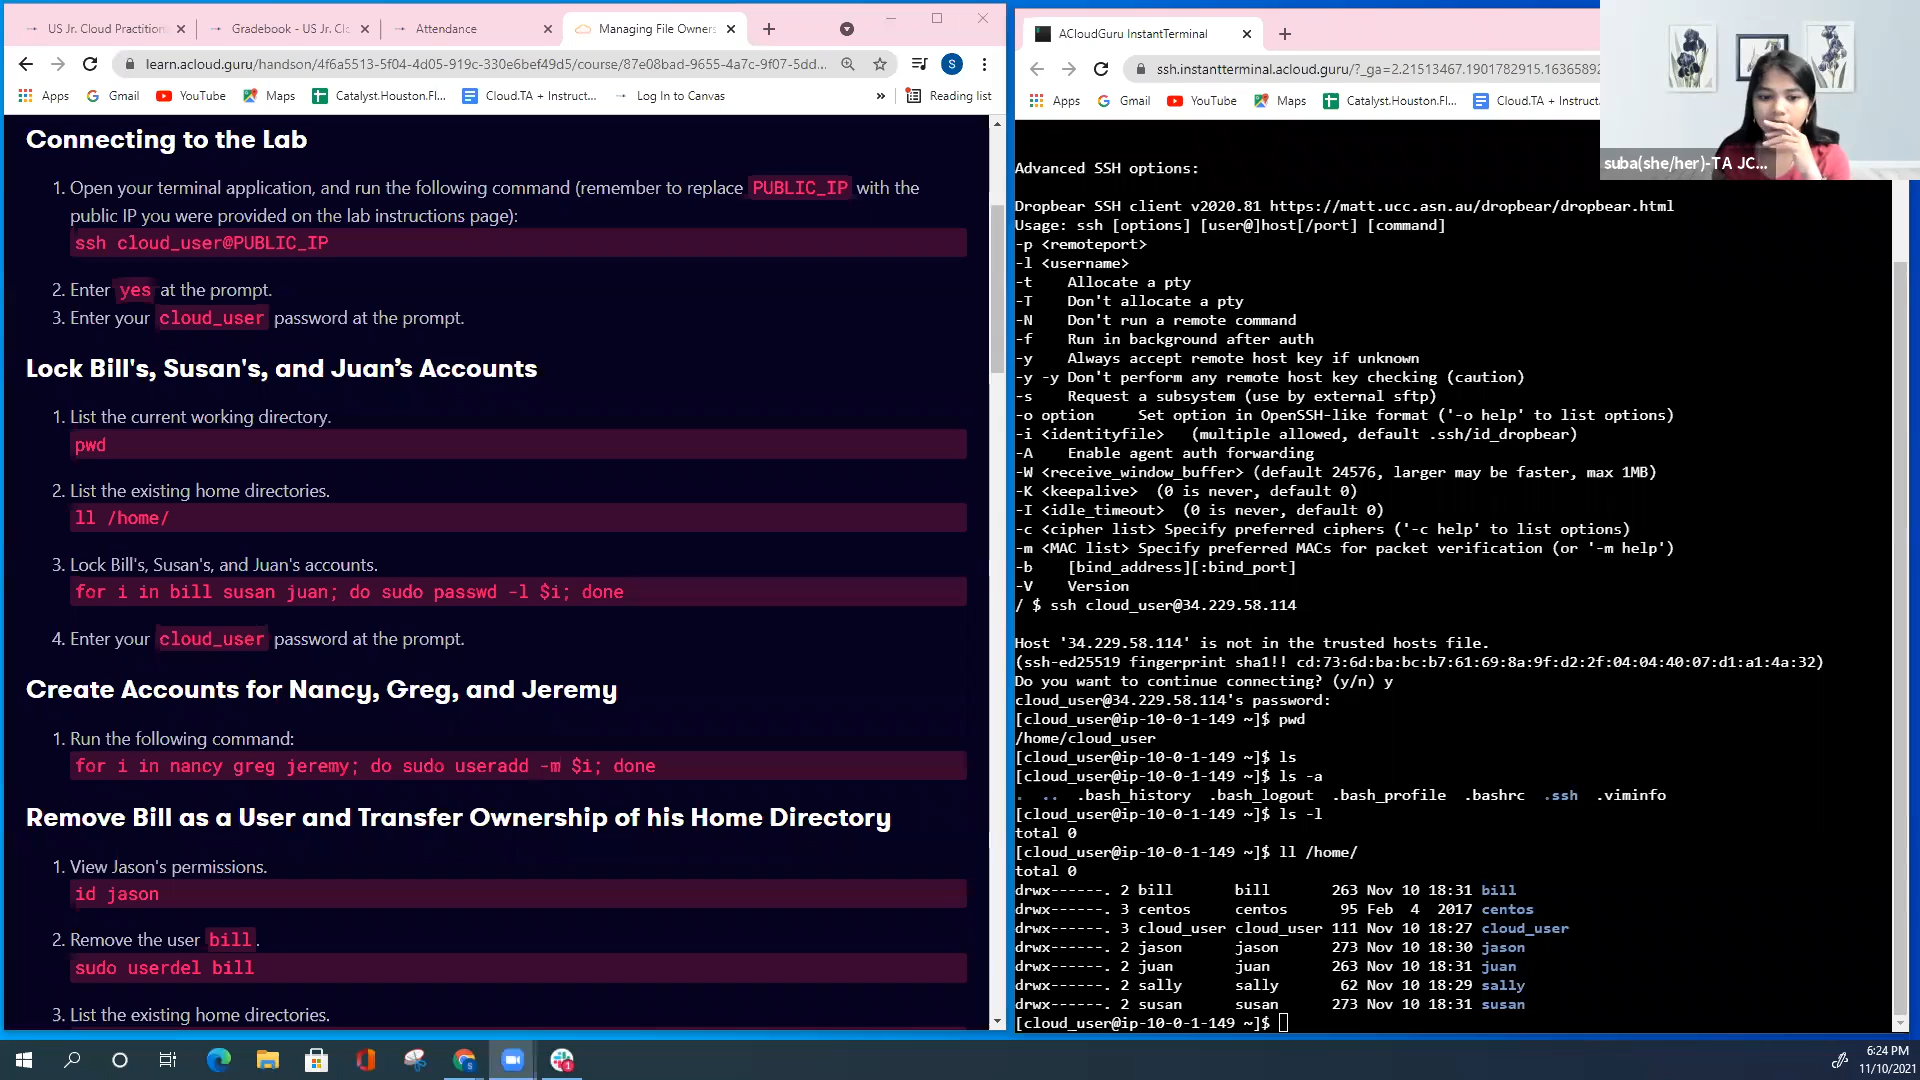 US Jr. Cloud Practition
Gradebook - US Jr. Cl
Attendance
Managing File Owners
learn.acloud.guru/handson/4f6a5513-5f04-4d05-919c-330e6bef49d5/course/87e08bad-9655-4a7c-9f07-5dd...
S
Apps
Gmail
YouTube
Maps
Catalyst.Houston.Fl...
Cloud.TA + Instruct...
Log In to Canvas
»
Reading list
Connecting to the Lab
1. Open your terminal application, and run the following command (remember to replace PUBLIC_IP with the
public IP you were provided on the lab instructions page):
ssh cloud_user@PUBLIC_IP
2. Enter yes at the prompt.
3. Enter your cloud_user password at the prompt.
Lock Bill's, Susan's, and Juan’s Accounts
1. List the current working directory.
pwd
2. List the existing home directories.
ll /home/
3. Lock Bill's, Susan's, and Juan's accounts.
for i in bill susan juan; do sudo passwd -l $i; done
4. Enter your cloud_user password at the prompt.
Create Accounts for Nancy, Greg, and Jeremy
1. Run the following command:
for i in nancy greg jeremy; do sudo useradd -m $i; done
Remove Bill as a User and Transfer Ownership of his Home Directory
1. View Jason's permissions.
id jason
2. Remove the user bill.
sudo userdel bill
3. List the existing home directories.
ACloudGuru InstantTerminal
ssh.instantterminal.acloud.guru/?_ga=2.21513467.1901782915.16365892
Apps
Gmail
YouTube
Maps
Catalyst.Houston.Fl...
Cloud.TA + Instruct
suba(she/her)-TA JC...
Advanced SSH options:
Dropbear SSH client v2020.81 https://matt.ucc.asn.au/dropbear/dropbear.html
Usage: ssh [options] [user@]host[/port] [command]
-p <remoteport>
-l <username>
-t    Allocate a pty
-T    Don't allocate a pty
-N    Don't run a remote command
-f    Run in background after auth
-y    Always accept remote host key if unknown
-y -y Don't perform any remote host key checking (caution)
-s    Request a subsystem (use by external sftp)
-o option     Set option in OpenSSH-like format ('-o help' to list options)
-i <identityfile>   (multiple allowed, default .ssh/id_dropbear)
-A    Enable agent auth forwarding
-W <receive_window_buffer> (default 24576, larger may be faster, max 1MB)
-K <keepalive>  (0 is never, default 0)
-I <idle_timeout>  (0 is never, default 0)
-c <cipher list> Specify preferred ciphers ('-c help' to list options)
-m <MAC list> Specify preferred MACs for packet verification (or '-m help')
-b    [bind_address][:bind_port]
-V    Version
/ $ ssh cloud_user@34.229.58.114
Host '34.229.58.114' is not in the trusted hosts file.
(ssh-ed25519 fingerprint sha1!! cd:73:6d:ba:bc:b7:61:69:8a:9f:d2:2f:04:04:40:07:d1:a1:4a:32)
Do you want to continue connecting? (y/n) y
cloud_user@34.229.58.114's password:
[cloud_user@ip-10-0-1-149 ~]$ pwd
/home/cloud_user
[cloud_user@ip-10-0-1-149 ~]$ ls
[cloud_user@ip-10-0-1-149 ~]$ ls -a
.  ..  .bash_history  .bash_logout  .bash_profile  .bashrc  .ssh  .viminfo
[cloud_user@ip-10-0-1-149 ~]$ ls -l
total 0
[cloud_user@ip-10-0-1-149 ~]$ ll /home/
total 0
drwx------. 2 bill       bill       263 Nov 10 18:31 bill
drwx------. 3 centos     centos      95 Feb  4  2017 centos
drwx------. 3 cloud_user cloud_user 111 Nov 10 18:27 cloud_user
drwx------. 2 jason      jason      273 Nov 10 18:30 jason
drwx------. 2 juan       juan       263 Nov 10 18:31 juan
drwx------. 2 sally      sally       62 Nov 10 18:29 sally
drwx------. 2 susan      susan      273 Nov 10 18:31 susan
[cloud_user@ip-10-0-1-149 ~]$
6:24 PM
11/10/2021